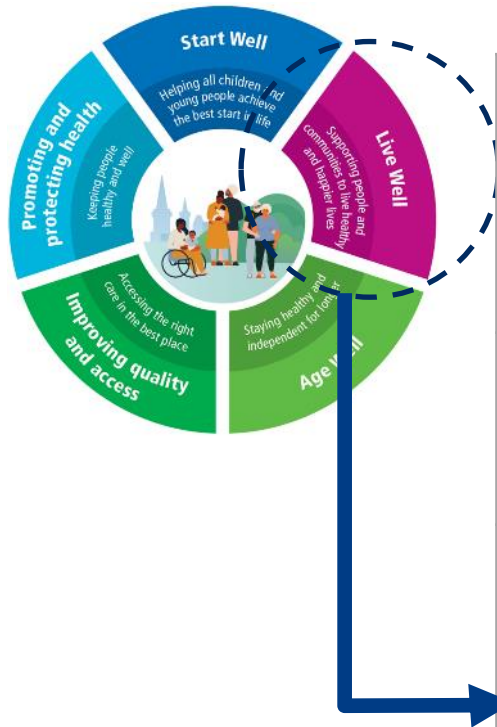 Start Well
Helping all children and
young people achieve
the best start in life
Live Well
Supporting people and
communities to live healthy
and happier lives
Age Well
Staying healthy and
independent for longer
Improving quality
and access
Accessing the right
care in the best place
Promoting and
protecting health
Keeping people
healthy and well